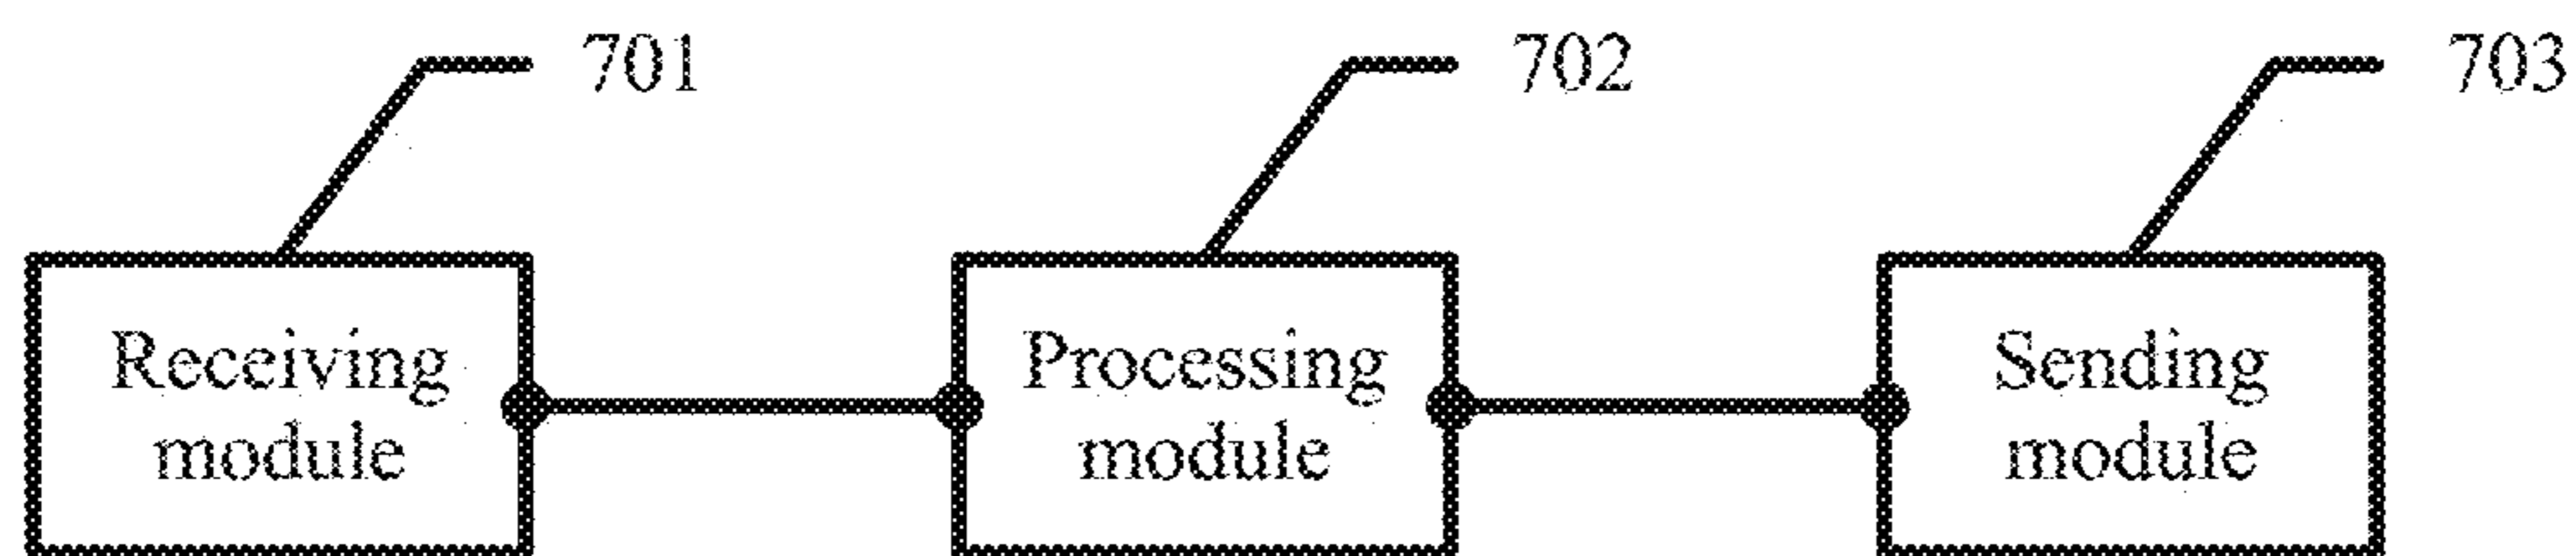 701
702
703
Receiving
module
Processing
module
Sending
module